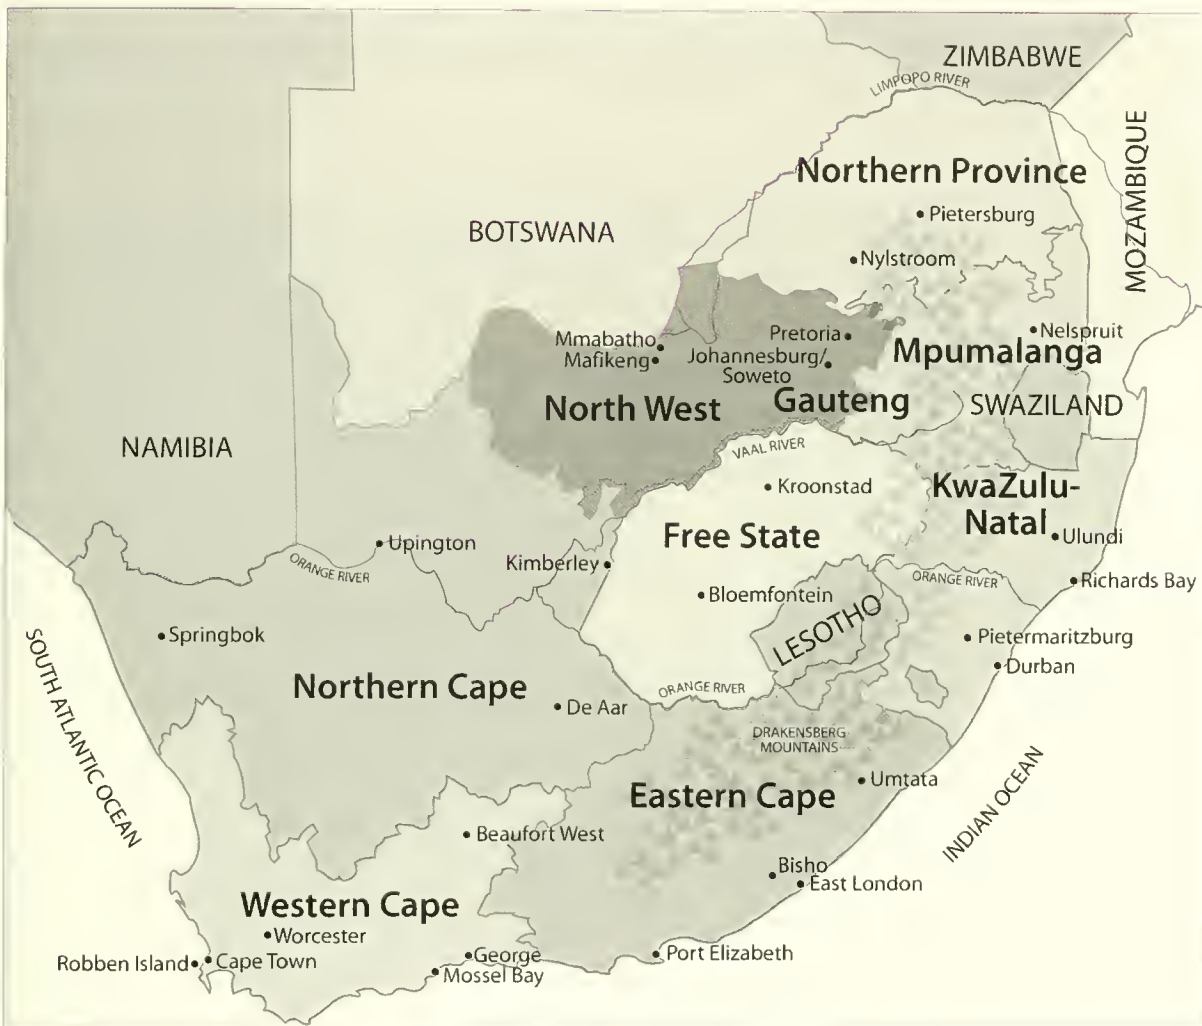 ZIMBABWE
LIMPOPO RIVER
MOZAMBIQUE
Northern Province
Pietersburg
BOTSWANA
Nylstroom
Mmabatho
Mafikeng
Pretoria
Johannesburg/
Soweto
Nelspruit
Mpumalanga
North West
Gauteng
SWAZILAND
NAMIBIA
VAAL RIVER
Kroonstad
KwaZulu-
Natal
Ulundi
Free State
Upington
ORANGE RIVER
Kimberley
Bloemfontein
ORANGE RIVER
Richards Bay
LESOTHO
Springbok
Pietermaritzburg
Durban
SOUTH ATLANTIC OCEAN
Northern Cape
ORANGE RIVER
De Aar
DRAKENSBERG
MOUNTAINS
Umtata
INDIAN OCEAN
Eastern Cape
Beaufort West
Bisho
East London
Western Cape
Worcester
Robben Island
Cape Town
George
Mossel Bay
Port Elizabeth